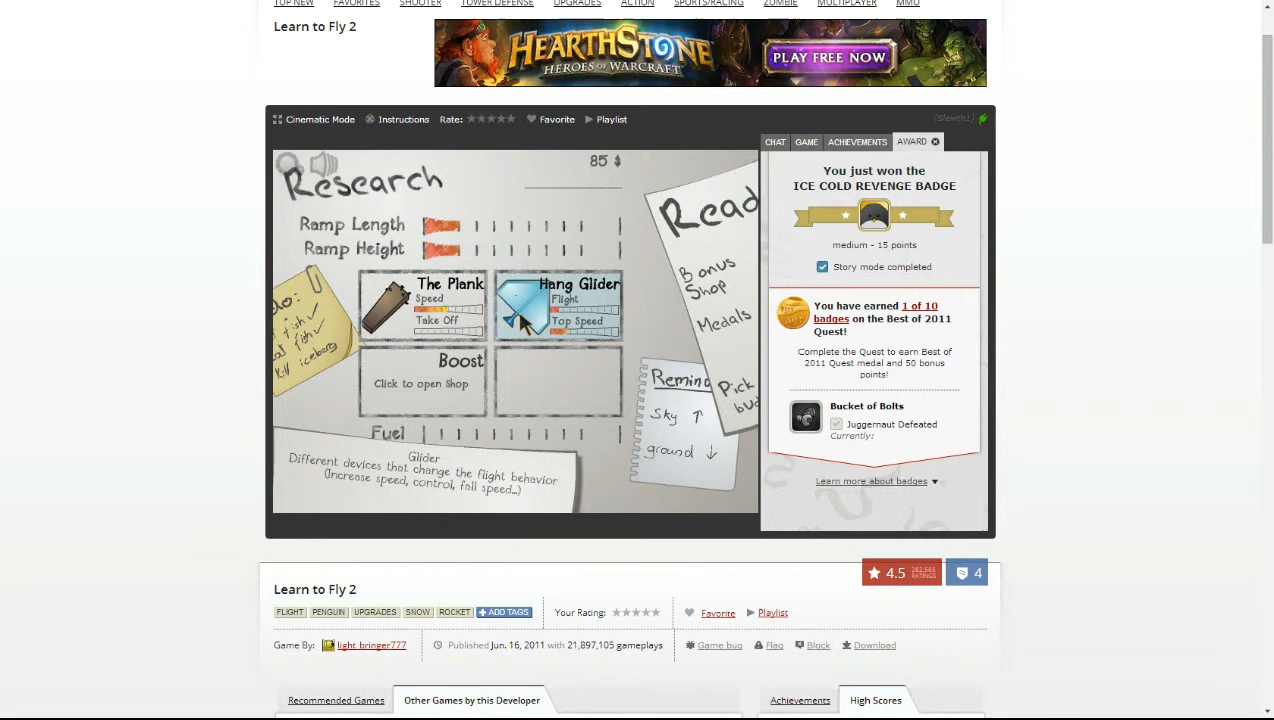 TOP NEW FAVORITES SHOOTER TOWER DEFENSE UPGRADES ACTION SPORTS/RACING ZOMBIE MULTIPLAYER MMO
Learn to Fly 2
HEARTHSTONE
HEROES OF WARCRAFT
PLAY FREE NOW
Cinematic Mode Instructions Rate: Favorite Playlist
(Slewth1)
CHAT GAME ACHIEVEMENTS AWARD
Research
85 $
Ramp Length
Ramp Height
The Plank
Speed
Take Off
Hang Glider
Flight
Top Speed
Boost
Click to open Shop
Fuel
Glider
Different devices that change the flight behavior
(Increase speed, control, fall speed...)
fish
Kill iceberg
Read
Bonus
Shop
Medals
Pick
Remind
Sky ↑
ground ↓
You just won the
ICE COLD REVENGE BADGE
medium - 15 points
Story mode completed
You have earned 1 of 10
badges on the Best of 2011
Quest!
Complete the Quest to earn Best of
2011 Quest medal and 50 bonus
points!
Bucket of Bolts
Juggernaut Defeated
Currently:
Learn more about badges
Learn to Fly 2
4.5 282,565 RATINGS
4
FLIGHT PENGUIN UPGRADES SNOW ROCKET ADD TAGS
Your Rating:
Favorite Playlist
Game By: light_bringer777
Published Jun. 16, 2011 with 21,897,105 gameplays
Game bug Flag Block Download
Recommended Games Other Games by this Developer
Achievements High Scores